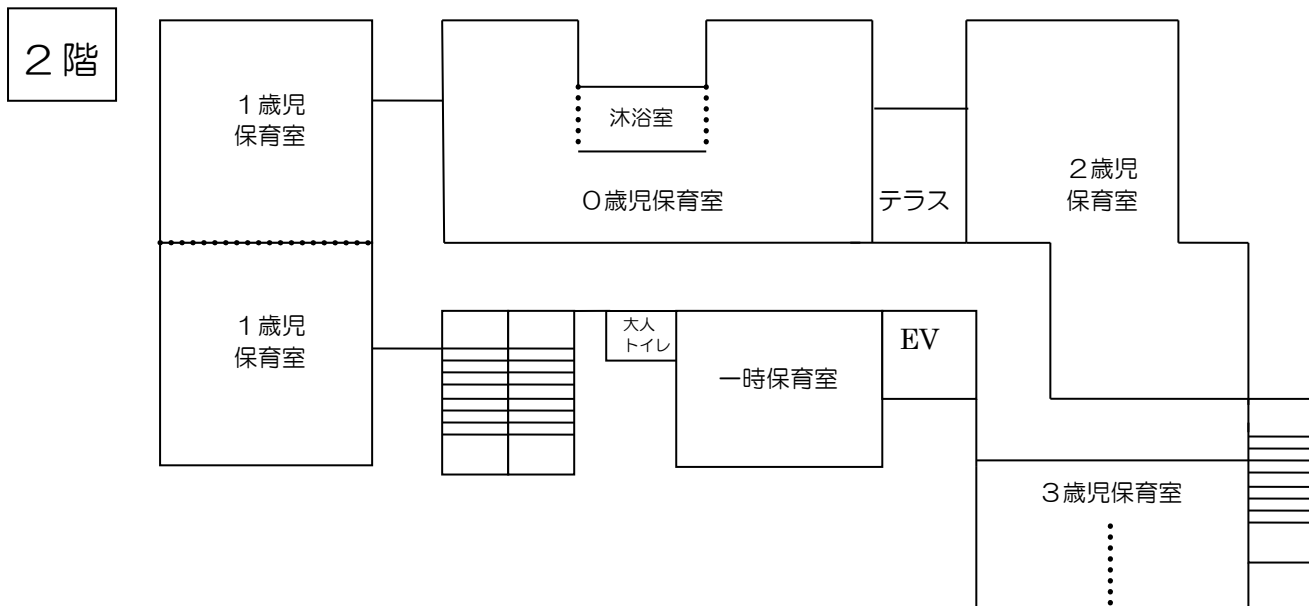 ２階
１歳児
保育室
沐浴室
０歳児保育室
テラス
２歳児
保育室
１歳児
保育室
大人
トイレ
一時保育室
EV
３歳児保育室